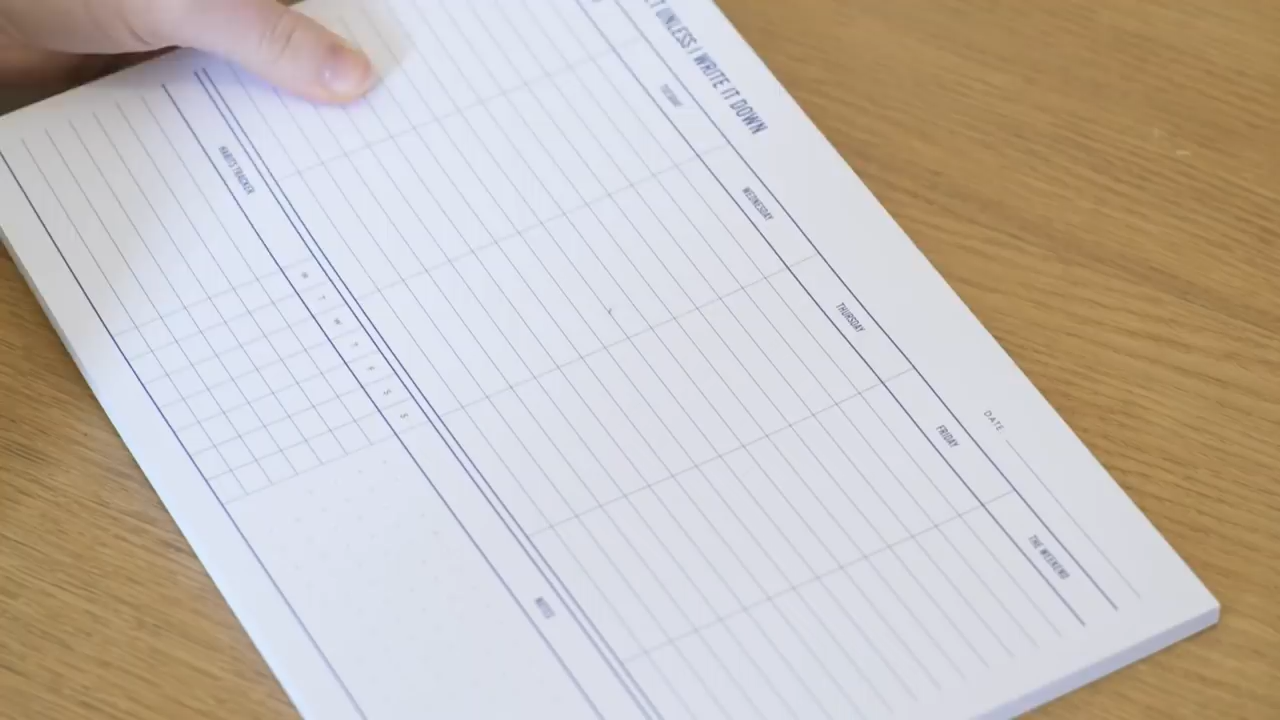 UNLESS I WRITE IT DOWN
DATE
TUESDAY
WEDNESDAY
THURSDAY
FRIDAY
THE WEEKEND
HABITS TRACKER
M T W T F S S
NOTES